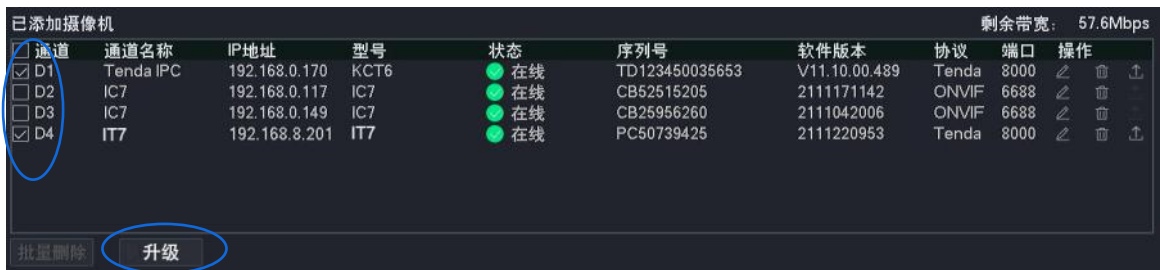 已添加摄像机 剩余带宽: 57.6Mbps
通道 通道名称 IP地址 型号 状态 序列号 软件版本 协议 端口 操作
D1 Tenda IPC 192.168.0.170 KCT6 在线 TD123450035653 V11.10.00.489 Tenda 8000
D2 IC7 192.168.0.117 IC7 在线 CB52515205 2111171142 ONVIF 6688
D3 IC7 192.168.0.149 IC7 在线 CB25956260 2111042006 ONVIF 6688
D4 IT7 192.168.8.201 IT7 在线 PC50739425 2111220953 Tenda 8000
批量删除 升级